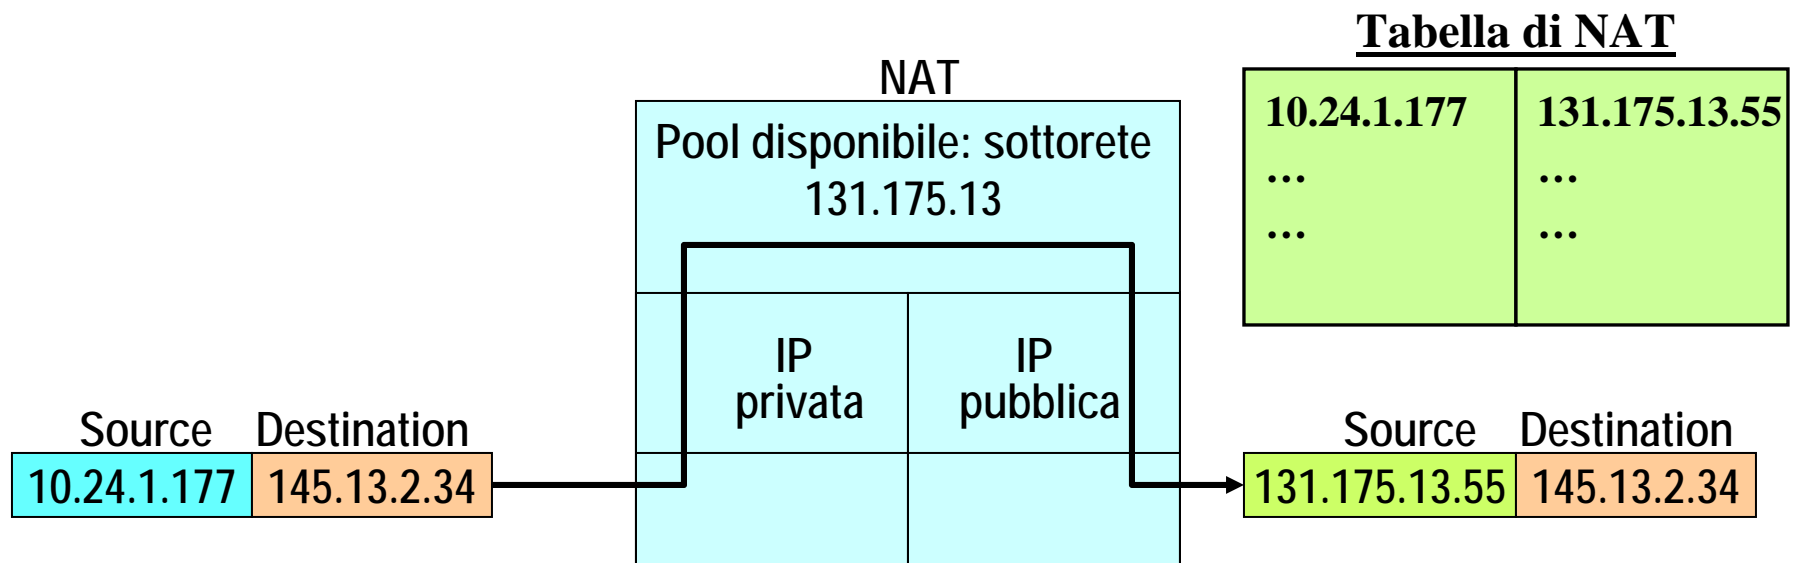 Tabella di NAT
NAT
10.24.1.177 131.175.13.55
Pool disponibile: sottorete
131.175.13
… …
… …
IP IP
privata pubblica
Source Destination
10.24.1.177 145.13.2.34
Source Destination
131.175.13.55 145.13.2.34